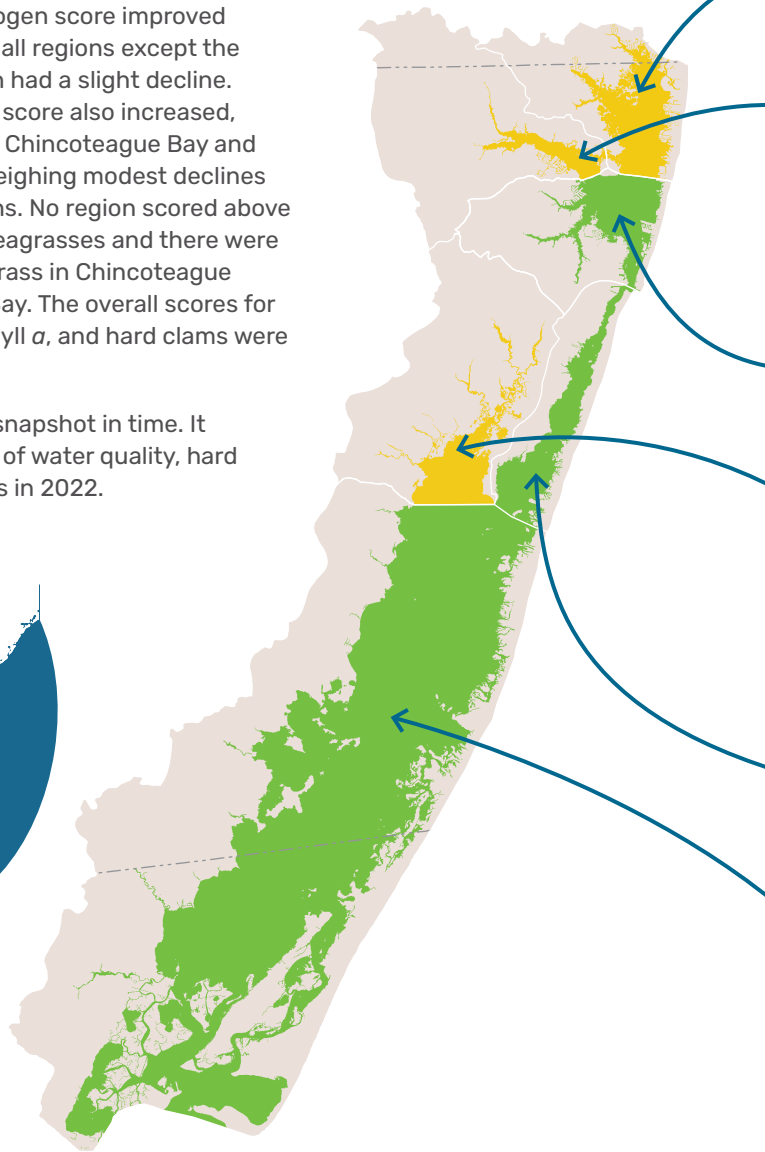 ogen score improved
all regions except the
had a slight decline.
score also increased,
Chincoteague Bay and
eighing modest declines
ns. No region scored above
eagrasses and there were
rass in Chincoteague
Bay. The overall scores for
yll a, and hard clams were
snapshot in time. It
of water quality, hard
s in 2022.